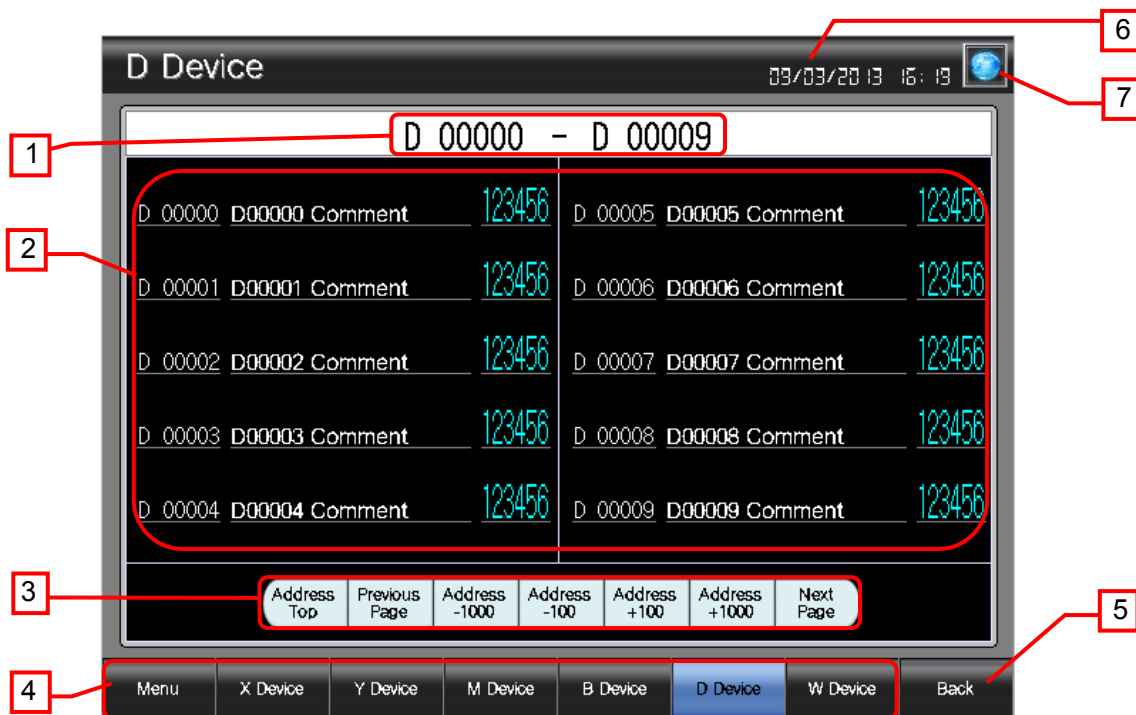 6
D Device
09/03/2013 16:19
7
1
D 00000 - D 00009
2
D 00000 D00000 Comment 123456 D 00005 D00005 Comment 123456
D 00001 D00001 Comment 123456 D 00006 D00006 Comment 123456
D 00002 D00002 Comment 123456 D 00007 D00007 Comment 123456
D 00003 D00003 Comment 123456 D 00008 D00008 Comment 123456
D 00004 D00004 Comment 123456 D 00009 D00009 Comment 123456
3
Address Previous Address Address Address Address Next
Top Page -1000 -100 +100 +1000 Page
5
4
Menu X Device Y Device M Device B Device D Device W Device Back